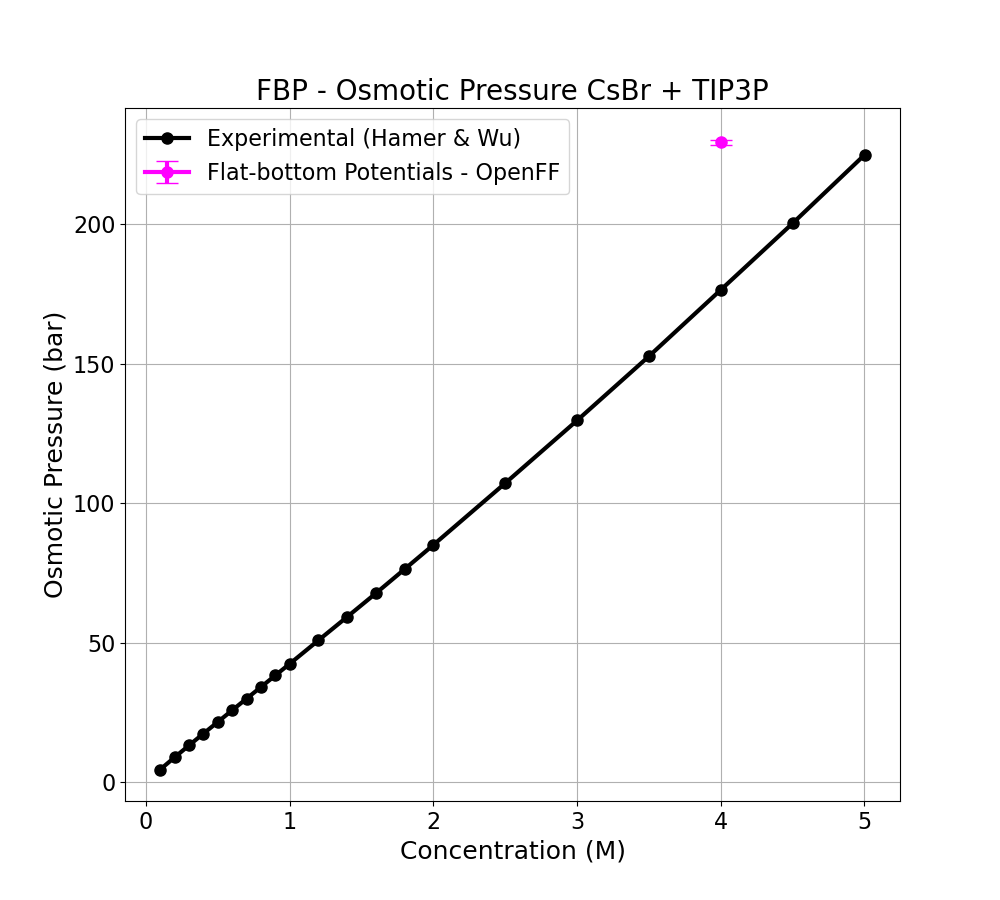 FBP - Osmotic Pressure CsBr + TIP3P
Experimental (Hamer & Wu)
Flat-bottom Potentials - OpenFF
Osmotic Pressure (bar)
200
150
100
50
0
0 1 2 3 4 5
Concentration (M)